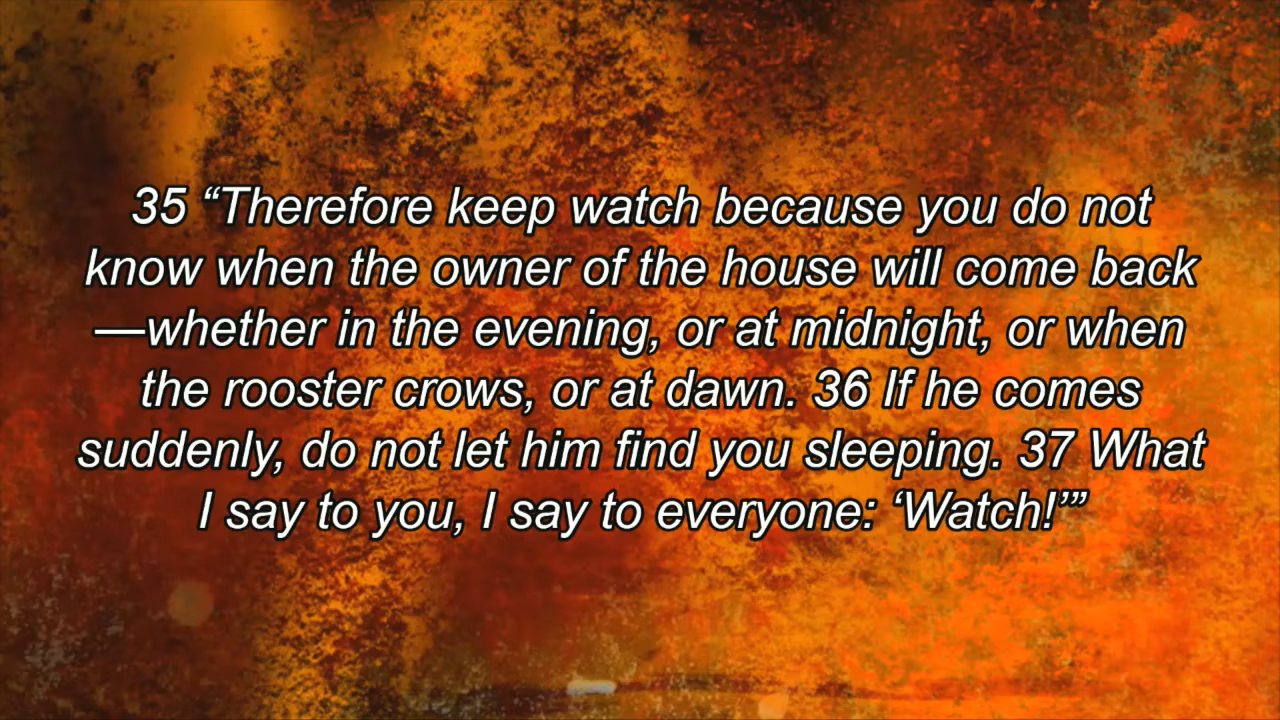 35 “Therefore keep watch because you do not
know when the owner of the house will come back
—whether in the evening, or at midnight, or when
the rooster crows, or at dawn. 36 If he comes
suddenly, do not let him find you sleeping. 37 What
I say to you, I say to everyone: ‘Watch!’”